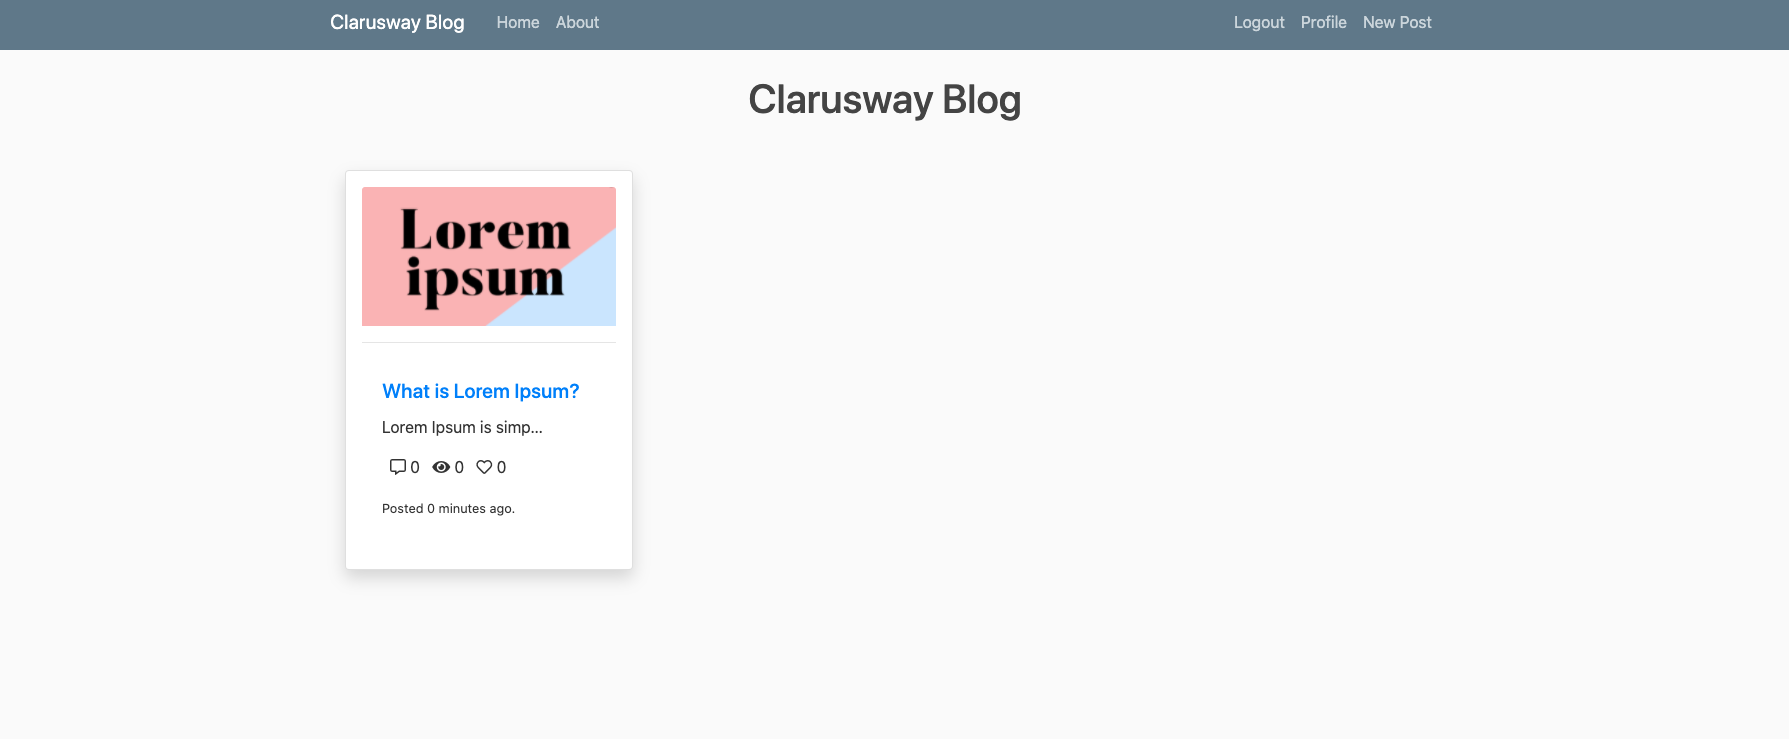 Clarusway Blog Home About Logout Profile New Post
Clarusway Blog
Lorem
ipsum
What is Lorem Ipsum?
Lorem Ipsum is simp...
0 0 0
Posted 0 minutes ago.